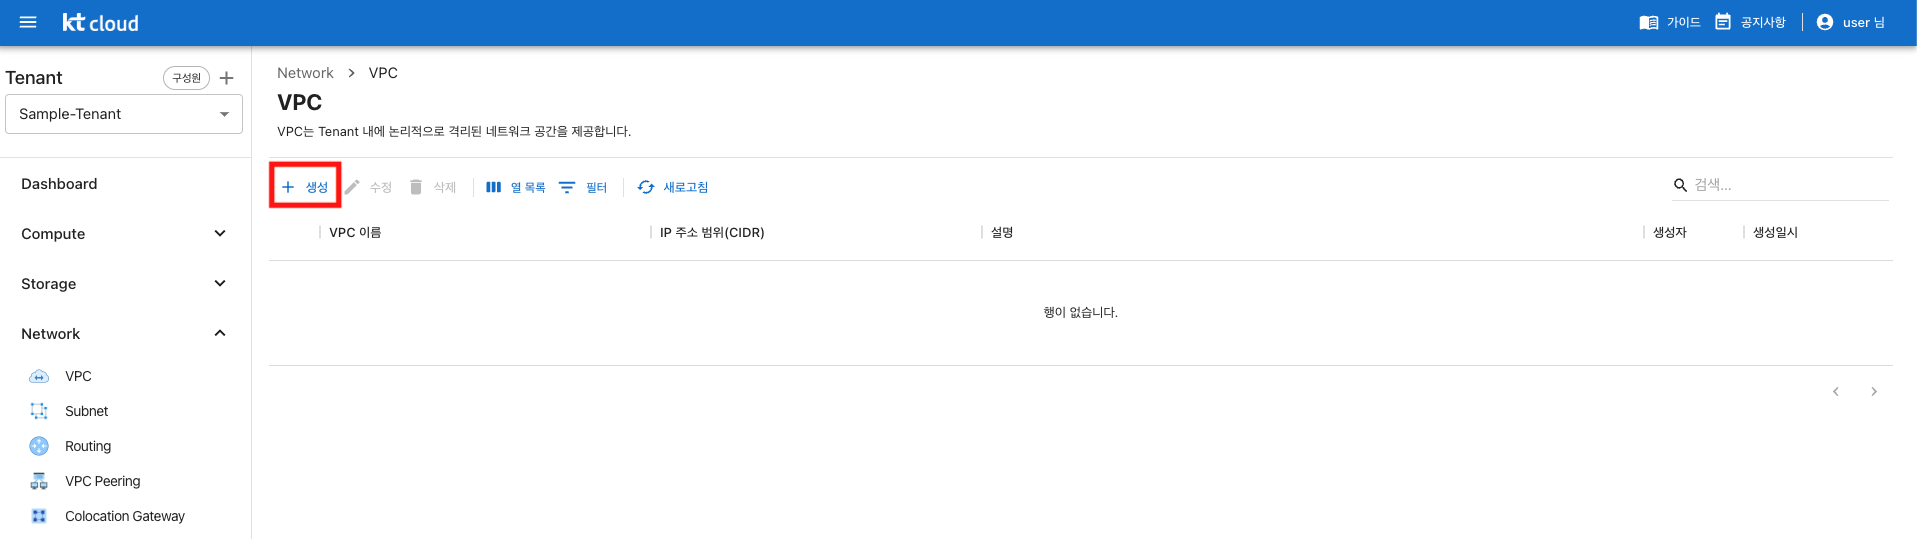 kt cloud
가이드 공지사항 user 님
Tenant 구성원
Sample-Tenant
Dashboard
Compute
Storage
Network
VPC
Subnet
Routing
VPC Peering
Colocation Gateway
Network > VPC
VPC
VPC는 Tenant 내에 논리적으로 격리된 네트워크 공간을 제공합니다.
+ 생성 수정 삭제 열 목록 필터 새로고침 검색...
VPC 이름 IP 주소 범위(CIDR) 설명 생성자 생성일시
행이 없습니다.